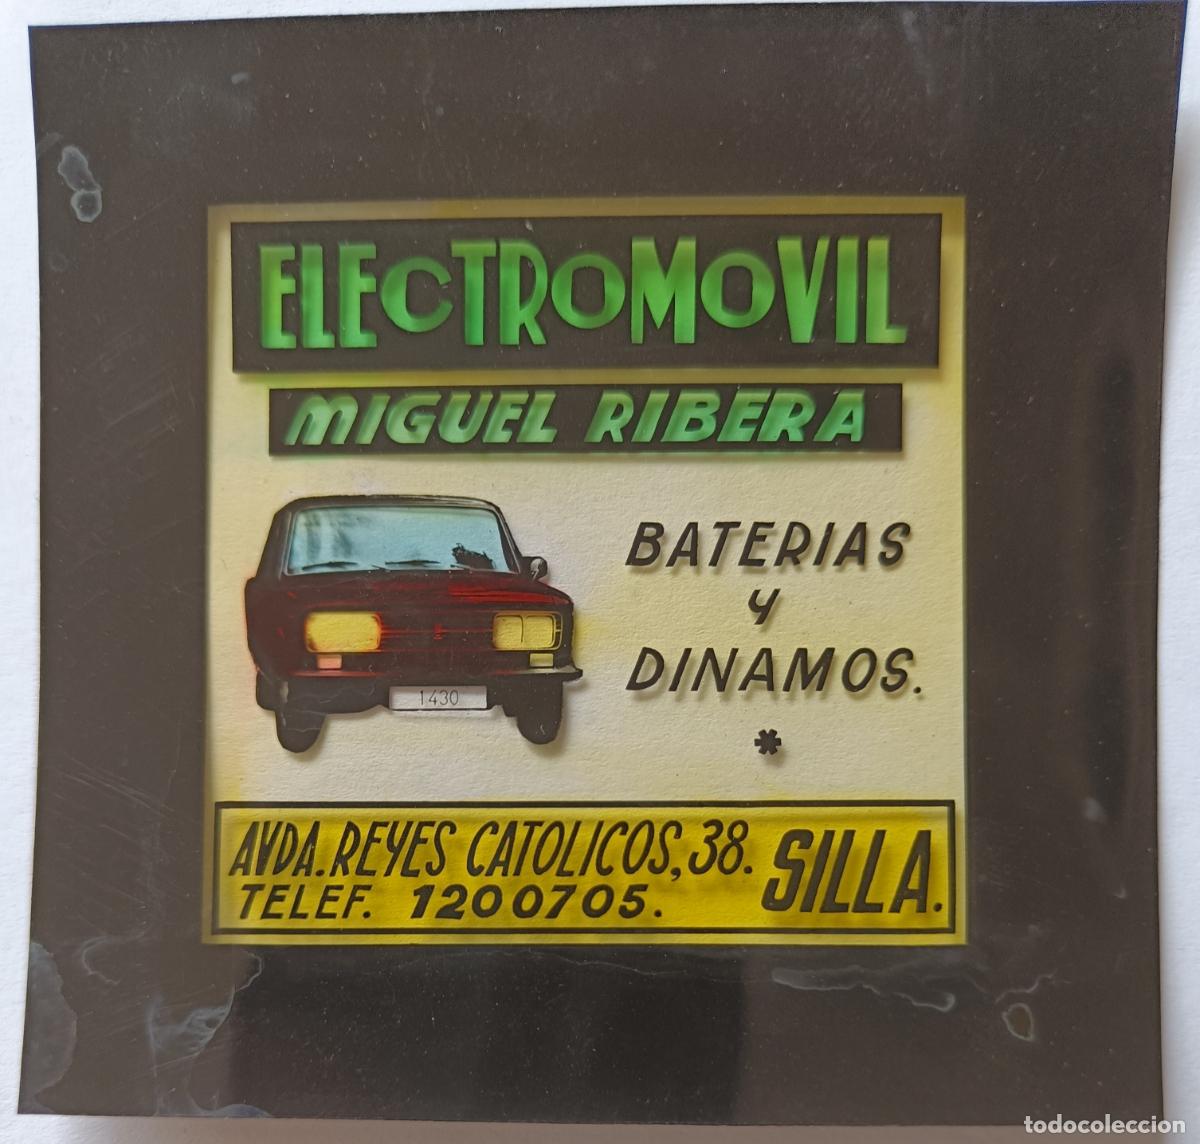 ELECTROMOVIL
MIGUEL RIBERA
BATERIAS
y
DINAMOS.
*
1430
AVDA. REYES CATOLICOS, 38.
TELEF. 1200705.
SILLA.
todocoleccion